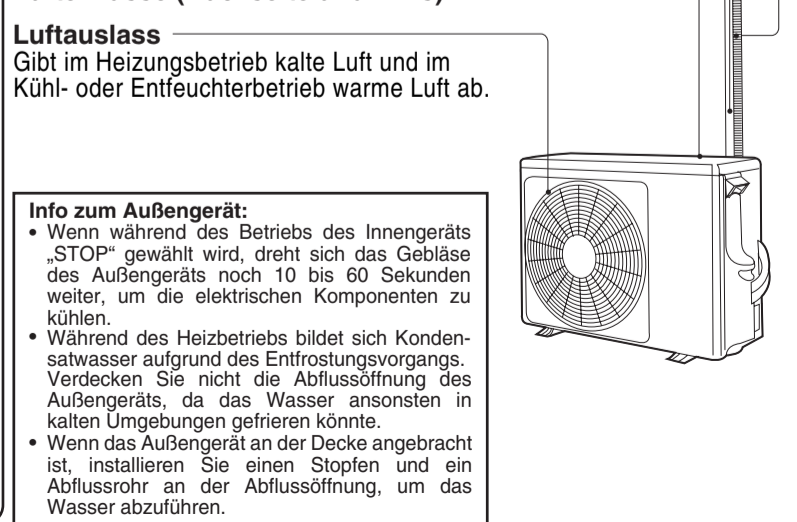 Luftauslass
Gibt im Heizungsbetrieb kalte Luft und im
Kühl- oder Entfeuchterbetrieb warme Luft ab.
Info zum Außengerät:
• Wenn während des Betriebs des Innengeräts
„STOP“ gewählt wird, dreht sich das Gebläse
des Außengeräts noch 10 bis 60 Sekunden
weiter, um die elektrischen Komponenten zu
kühlen.
• Während des Heizbetriebs bildet sich Konden-
satwasser aufgrund des Entfrostungsvorgangs.
Verdecken Sie nicht die Abflussöffnung des
Außengeräts, da das Wasser ansonsten in
kalten Umgebungen gefrieren könnte.
• Wenn das Außengerät an der Decke angebracht
ist, installieren Sie einen Stopfen und ein
Abflussrohr an der Abflussöffnung, um das
Wasser abzuführen.